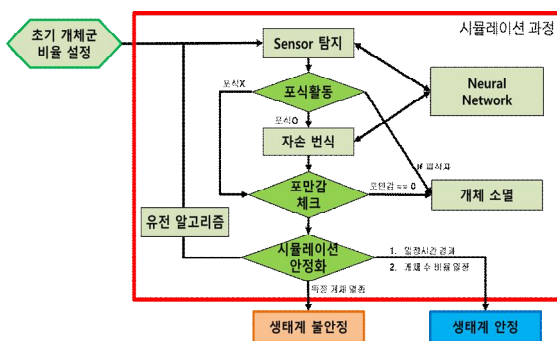 시뮬레이션 과정
초기 개체군
비율 설정
Sensor 탐지
포식활동
포식X
포식O
Neural
Network
자손 번식
If 피식자
포만감
체크
포만감 == 0
개체 소멸
유전 알고리즘
시뮬레이션
안정화
1. 일정시간 경과
2. 개체 수 비율 일정
특정 개체 멸종
생태계 불안정
생태계 안정